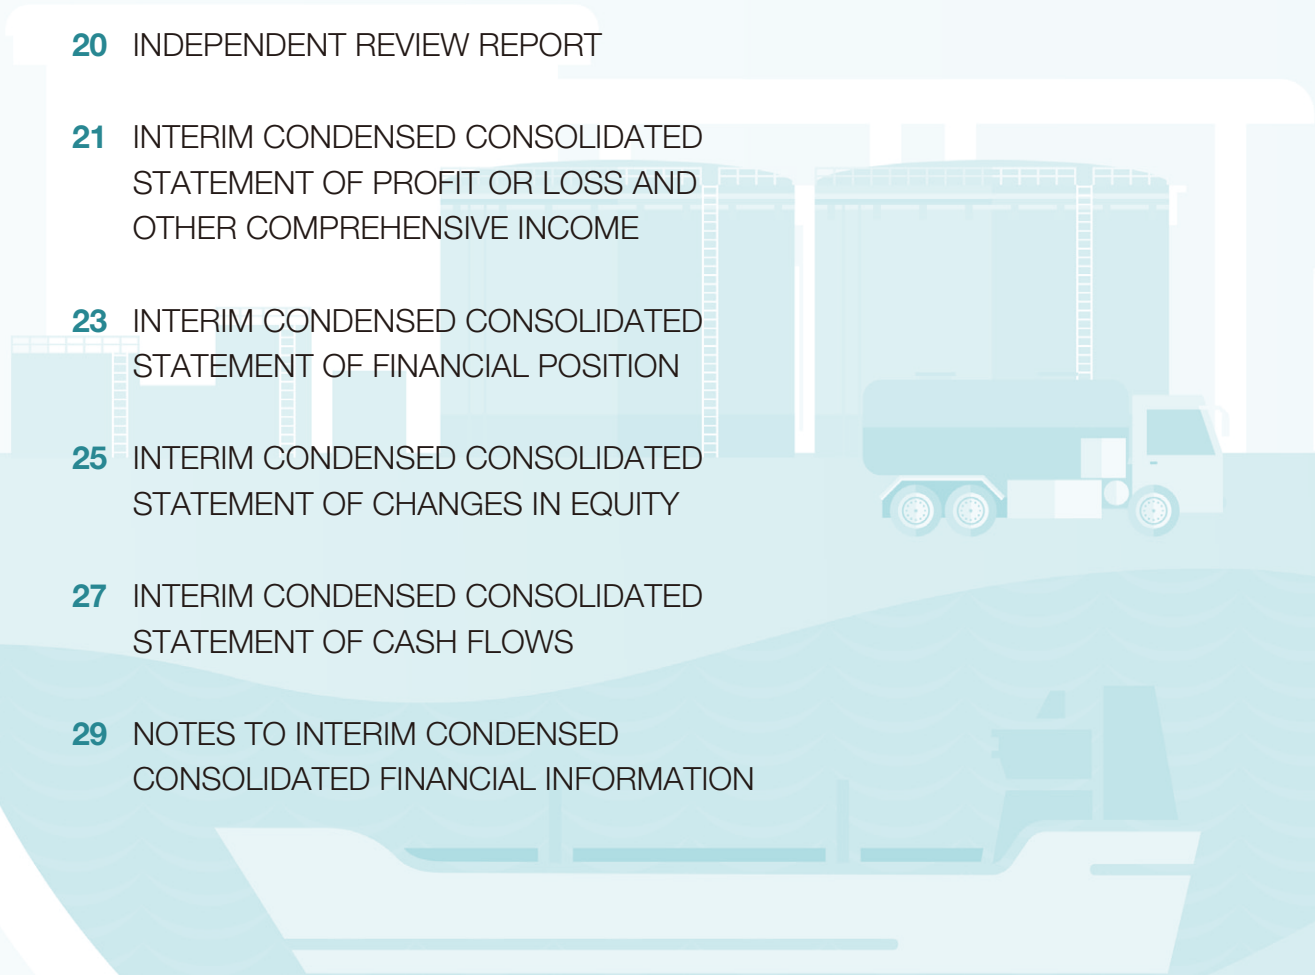 20 INDEPENDENT REVIEW REPORT
21 INTERIM CONDENSED CONSOLIDATED
STATEMENT OF PROFIT OR LOSS AND
OTHER COMPREHENSIVE INCOME
23 INTERIM CONDENSED CONSOLIDATED
STATEMENT OF FINANCIAL POSITION
25 INTERIM CONDENSED CONSOLIDATED
STATEMENT OF CHANGES IN EQUITY
27 INTERIM CONDENSED CONSOLIDATED
STATEMENT OF CASH FLOWS
29 NOTES TO INTERIM CONDENSED
CONSOLIDATED FINANCIAL INFORMATION